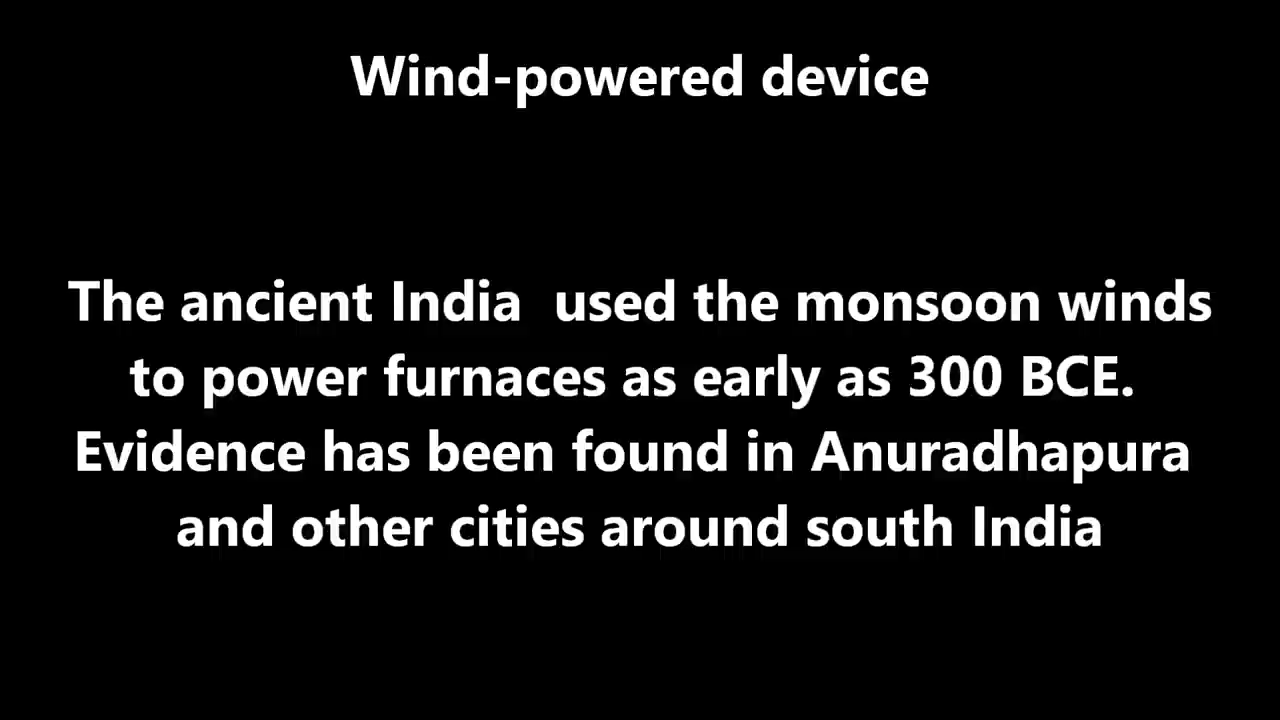 Wind-powered device
The ancient India  used the monsoon winds
to power furnaces as early as 300 BCE.
Evidence has been found in Anuradhapura
and other cities around south India